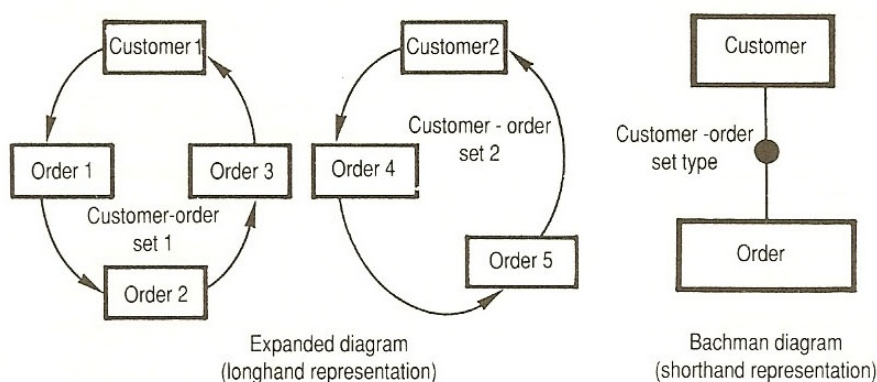 Customer 1
Order 1
Order 3
Customer-order
set 1
Order 2
Customer2
Customer - order
set 2
Order 4
Order 5
Expanded diagram
(longhand representation)
Customer
Customer -order
set type
Order
Bachman diagram
(shorthand representation)